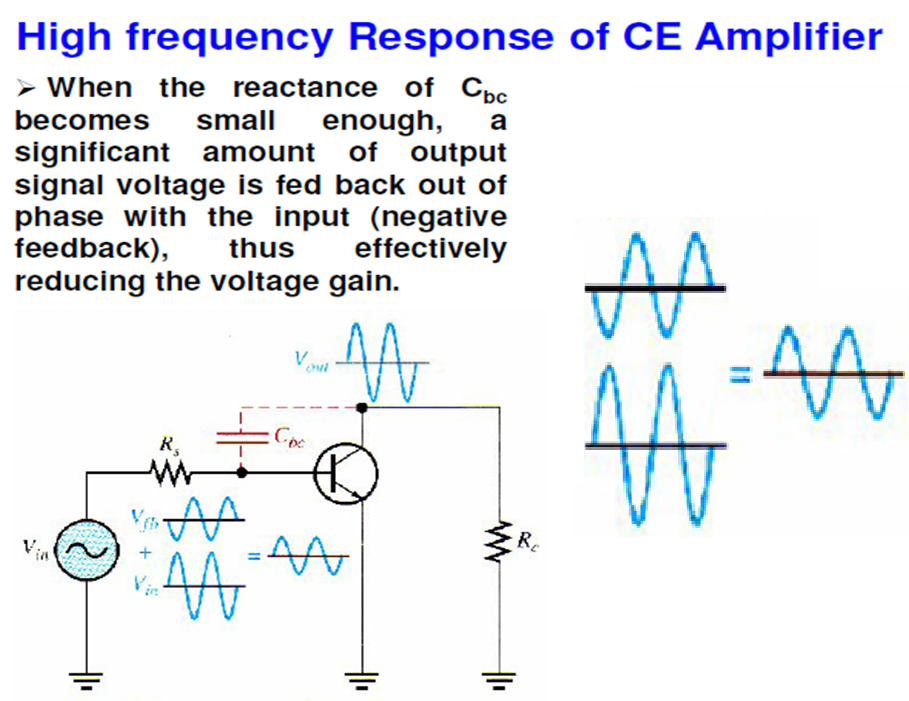 High frequency Response of CE Amplifier
➢ When the reactance of Cbc
becomes small enough, a
significant amount of output
signal voltage is fed back out of
phase with the input (negative
feedback), thus effectively
reducing the voltage gain.
Vout
Cbc
Rs
Vfb
Vin
+
=
Vin
Rc
=